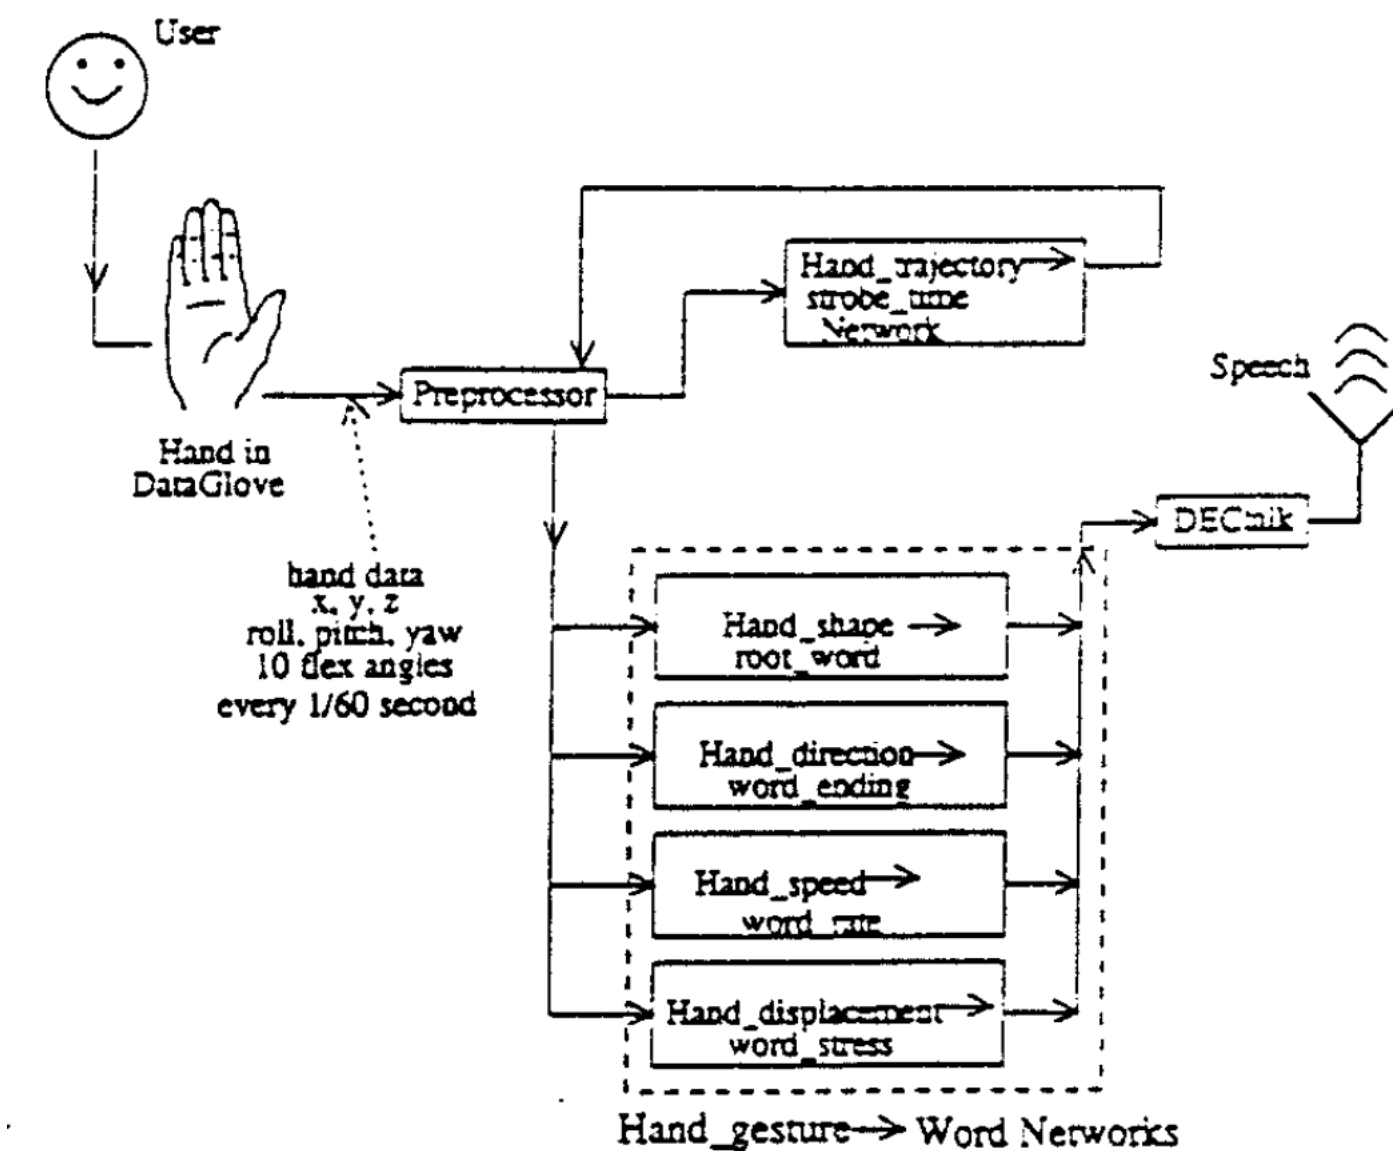 User
Hand_trajectory
strobe_time
Network
Speech
Preprocessor
Hand in
DataGlove
DECtalk
hand data
x, y, z
roll, pitch, yaw
10 flex angles
every 1/60 second
Hand_shape →
root_word
Hand_direction →
word_ending
Hand_speed →
word_rate
Hand_displacement →
word_stress
Hand_gesture → Word Networks